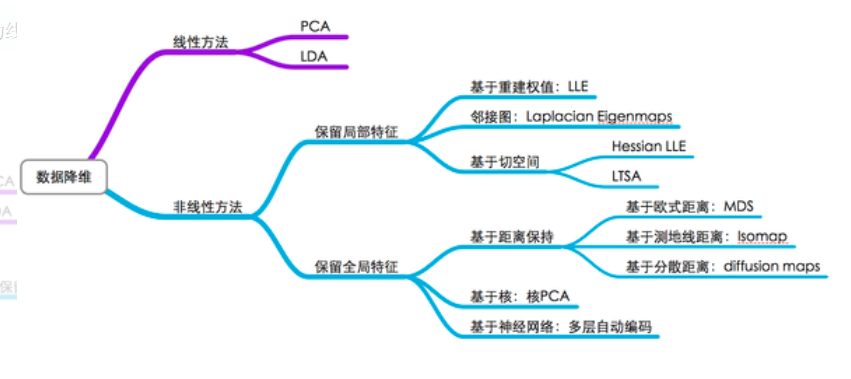 线性方法
PCA
LDA
数据降维
非线性方法
保留局部特征
基于重建权值：LLE
邻接图：Laplacian Eigenmaps
基于切空间
Hessian LLE
LTSA
保留全局特征
基于距离保持
基于欧式距离：MDS
基于测地线距离：Isomap
基于分散距离：diffusion maps
基于核：核PCA
基于神经网络：多层自动编码